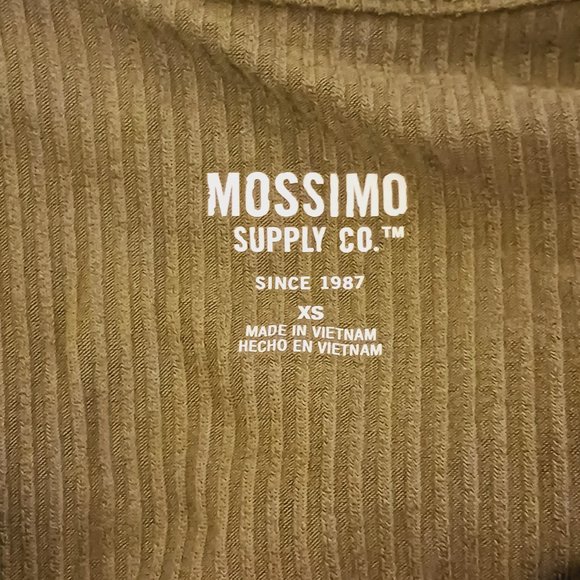 MOSSIMO
SUPPLY CO.™
SINCE 1987
XS
MADE IN VIETNAM
HECHO EN VIETNAM